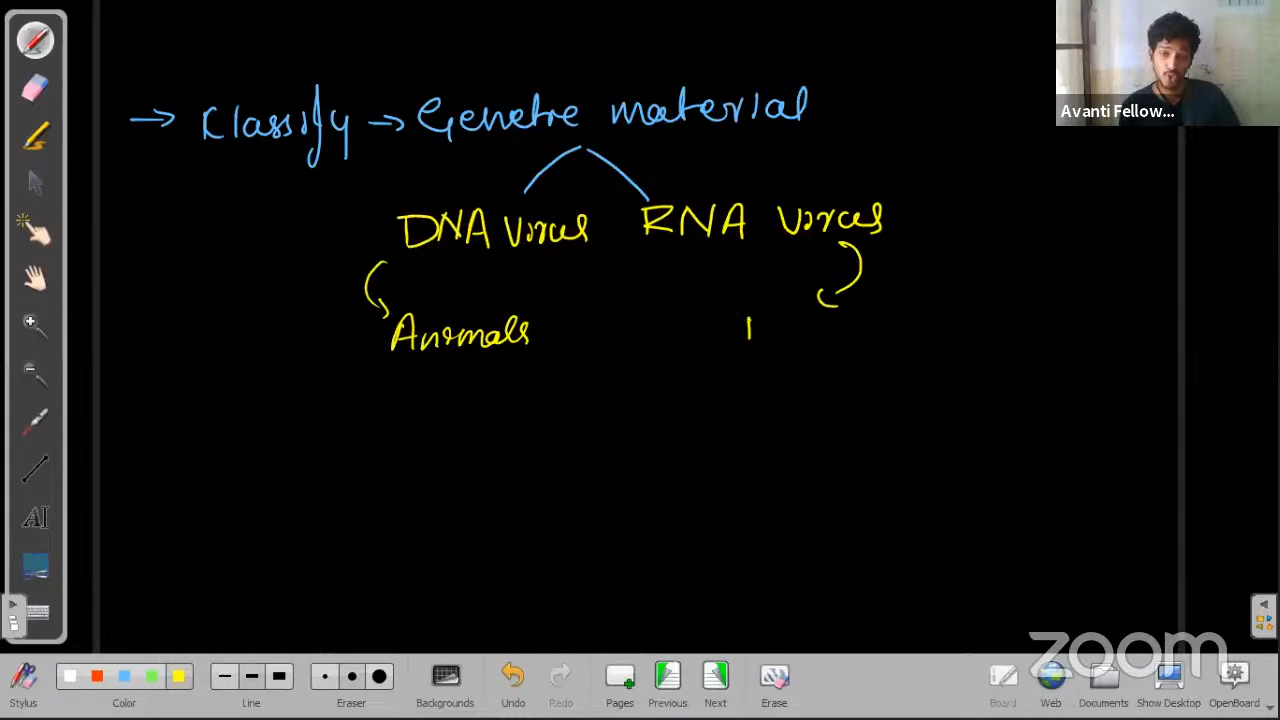 Avanti Fellow...
→ Classify → Genetic material
DNA virus RNA virus
Animals
AI
zoom
Stylus Color Line Eraser Backgrounds Undo Redo Pages Previous Next Erase Board Web Documents Show Desktop OpenBoard